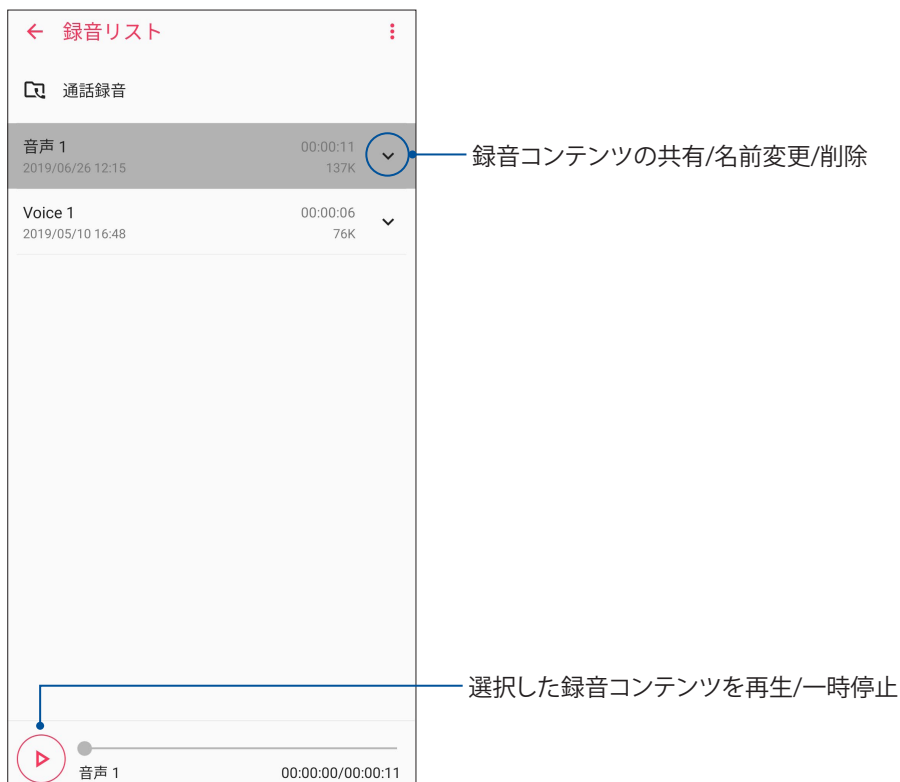 録音リスト
通話録音
音声 1 00:00:11
2019/06/26 12:15 137K
録音コンテンツの共有/名前変更/削除
Voice 1 00:00:06
2019/05/10 16:48 76K
選択した録音コンテンツを再生/一時停止
音声 1 00:00:00/00:00:11